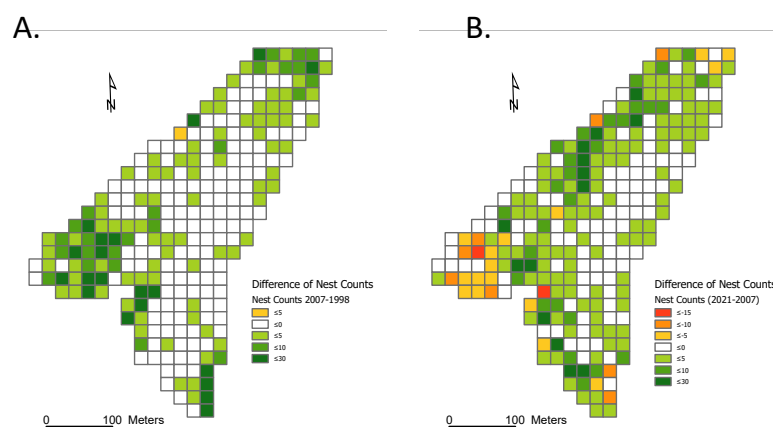 A.
B.
N
N
Difference of Nest Counts
Nest Counts 2007-1998
≤5
≤0
≤5
≤10
≤30
0 100 Meters
Difference of Nest Counts
Nest Counts (2021-2007)
≤-15
≤-10
≤-5
≤0
≤5
≤10
≤30
0 100 Meters